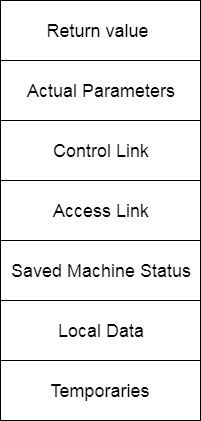 Return value
Actual Parameters
Control Link
Access Link
Saved Machine Status
Local Data
Temporaries